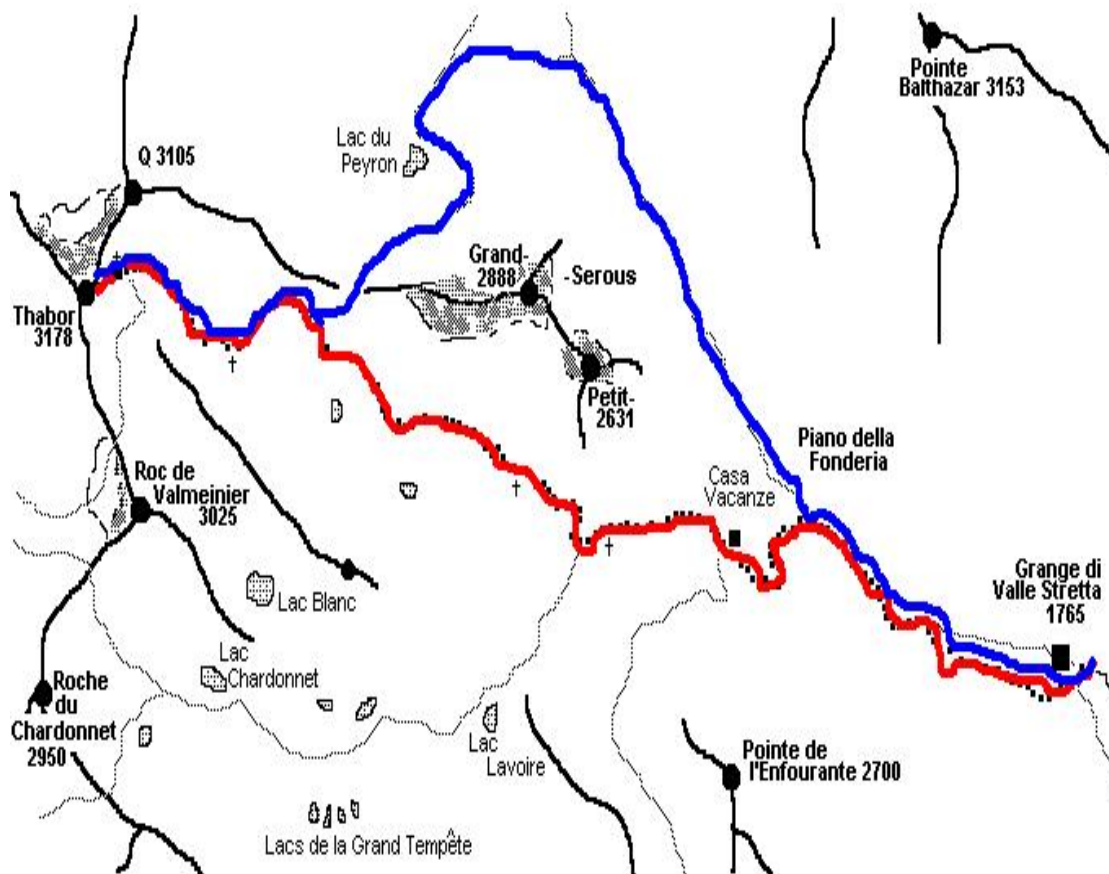 Pointe
Balthazar 3153
Lac du
Peyron
Q 3105
Grand-
2888
-Serous
Thabor
3178
Petit-
2631
Piano della
Fonderia
Casa
Vacanze
Roc de
Valmeinier
3025
Grange di
Valle Stretta
1765
Lac Blanc
Lac
Chardonnet
Roche
du
Chardonnet
2950
Lac
Lavoire
Pointe de
l'Enfourante 2700
Lacs de la Grand Tempête